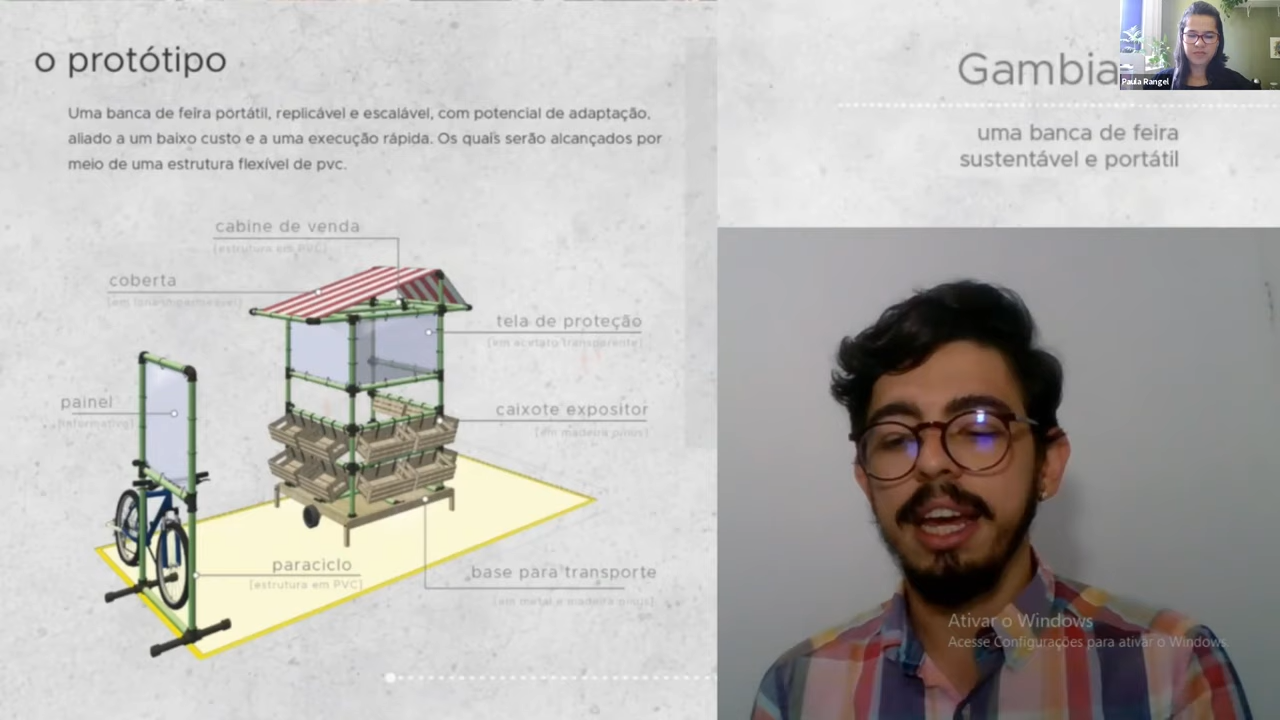 o protótipo
Uma banca de feira portátil, replicável e escalável, com potencial de adaptação,
aliado a um baixo custo e a uma execução rápida. Os quais serão alcançados por
meio de uma estrutura flexível de pvc.
cabine de venda
[estrutura em PVC]
coberta
[em lona impermeável]
tela de proteção
[em acetato transparente]
painel
[informativo]
caixote expositor
[em madeira pinus]
paraciclo
[estrutura em PVC]
base para transporte
[em metal e madeira pinus]
Gambia
uma banca de feira
sustentável e portátil
Paula Rangel
Ativar o Windows
Acesse Configurações para ativar o Windows.